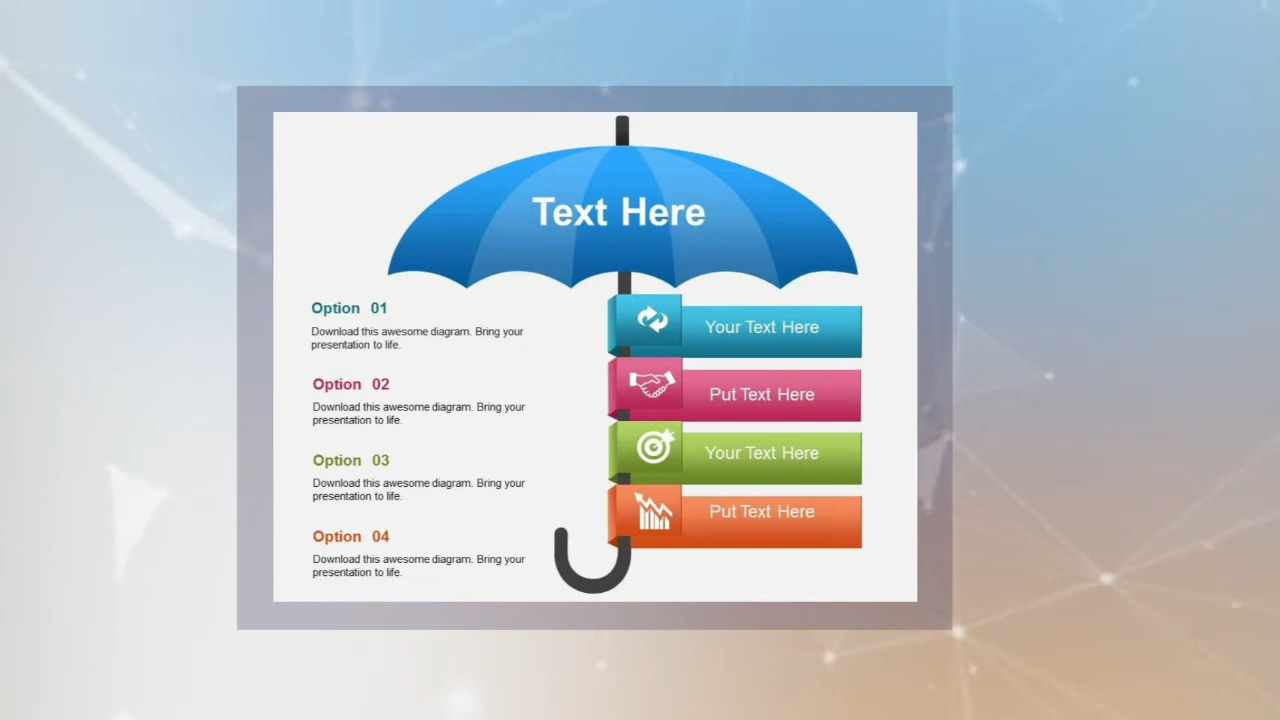 Text Here
Option 01
Download this awesome diagram. Bring your
presentation to life.
Option 02
Download this awesome diagram. Bring your
presentation to life.
Option 03
Download this awesome diagram. Bring your
presentation to life.
Option 04
Download this awesome diagram. Bring your
presentation to life.
Your Text Here
Put Text Here
Your Text Here
Put Text Here